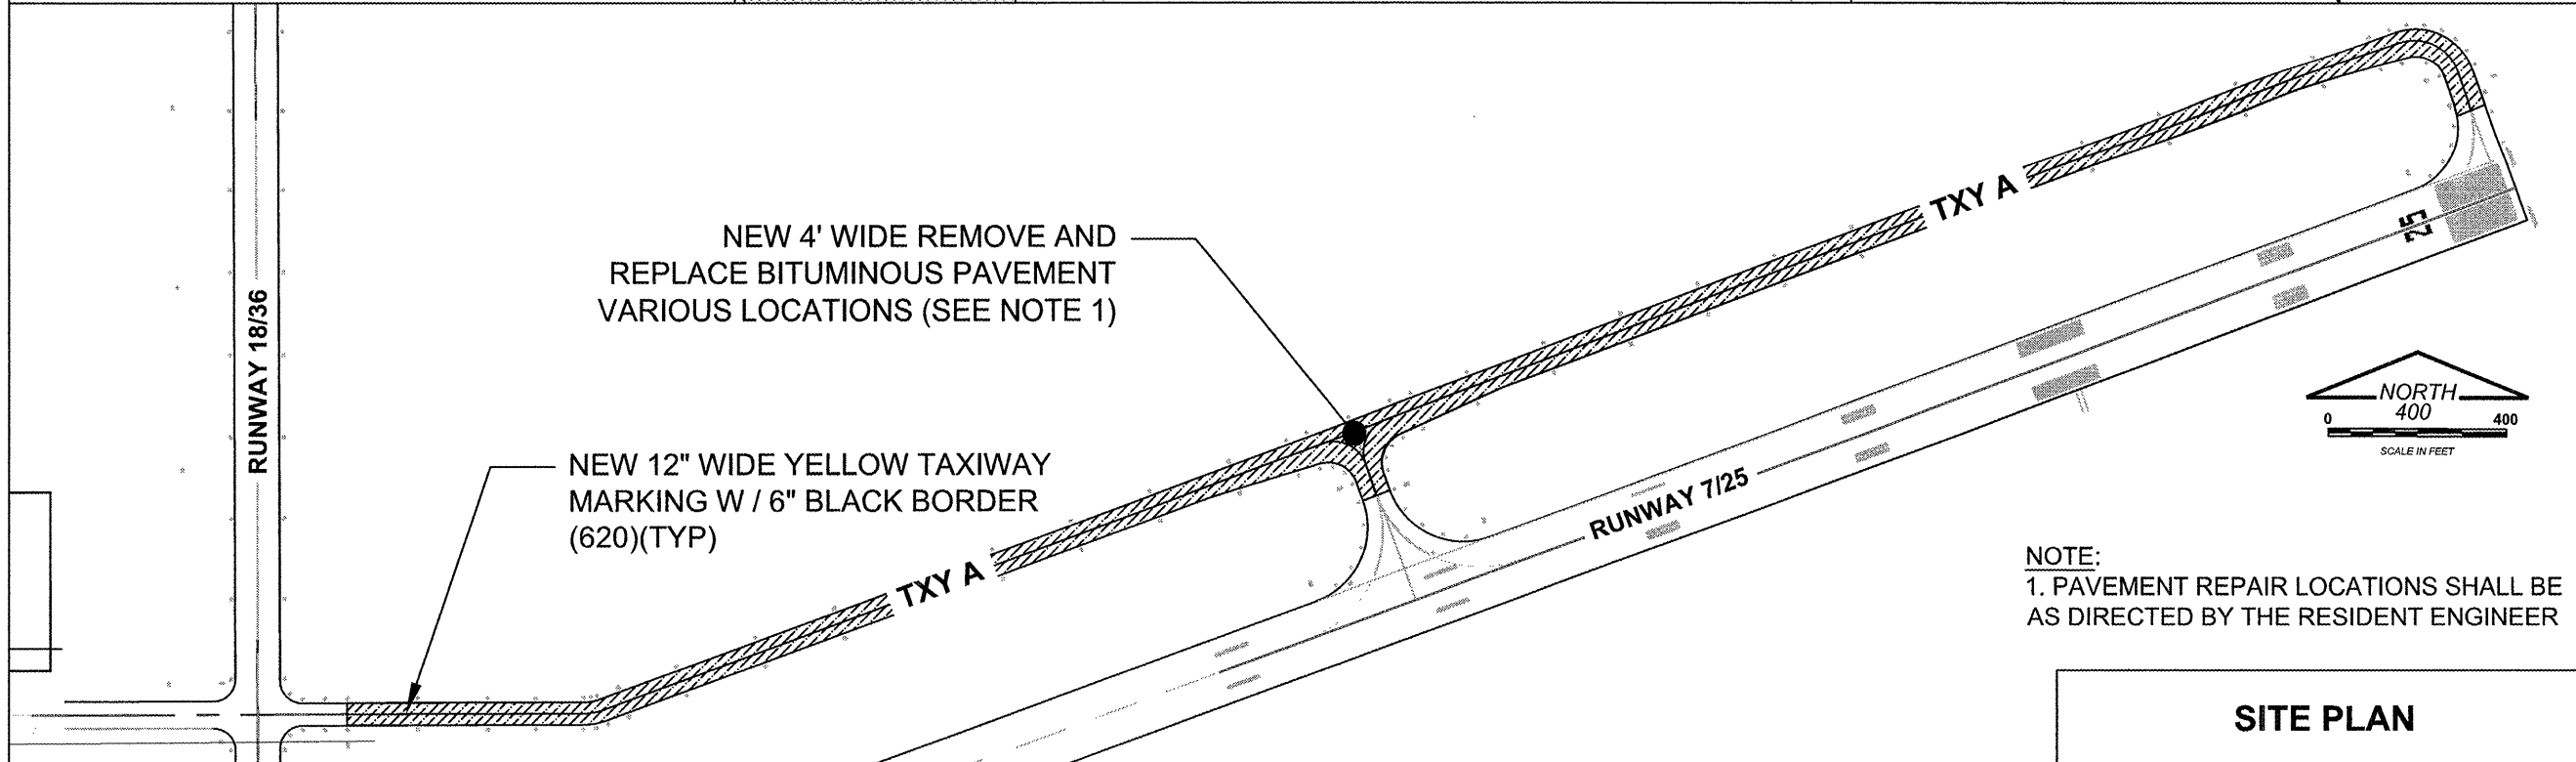 NEW 4' WIDE REMOVE AND
REPLACE BITUMINOUS PAVEMENT
VARIOUS LOCATIONS (SEE NOTE 1)
RUNWAY 18/36
NEW 12" WIDE YELLOW TAXIWAY
MARKING W / 6" BLACK BORDER
(620)(TYP)
TXY A
TXY A
25
RUNWAY 7/25
NORTH
400
0 400
SCALE IN FEET
NOTE:
1. PAVEMENT REPAIR LOCATIONS SHALL BE
AS DIRECTED BY THE RESIDENT ENGINEER
SITE PLAN